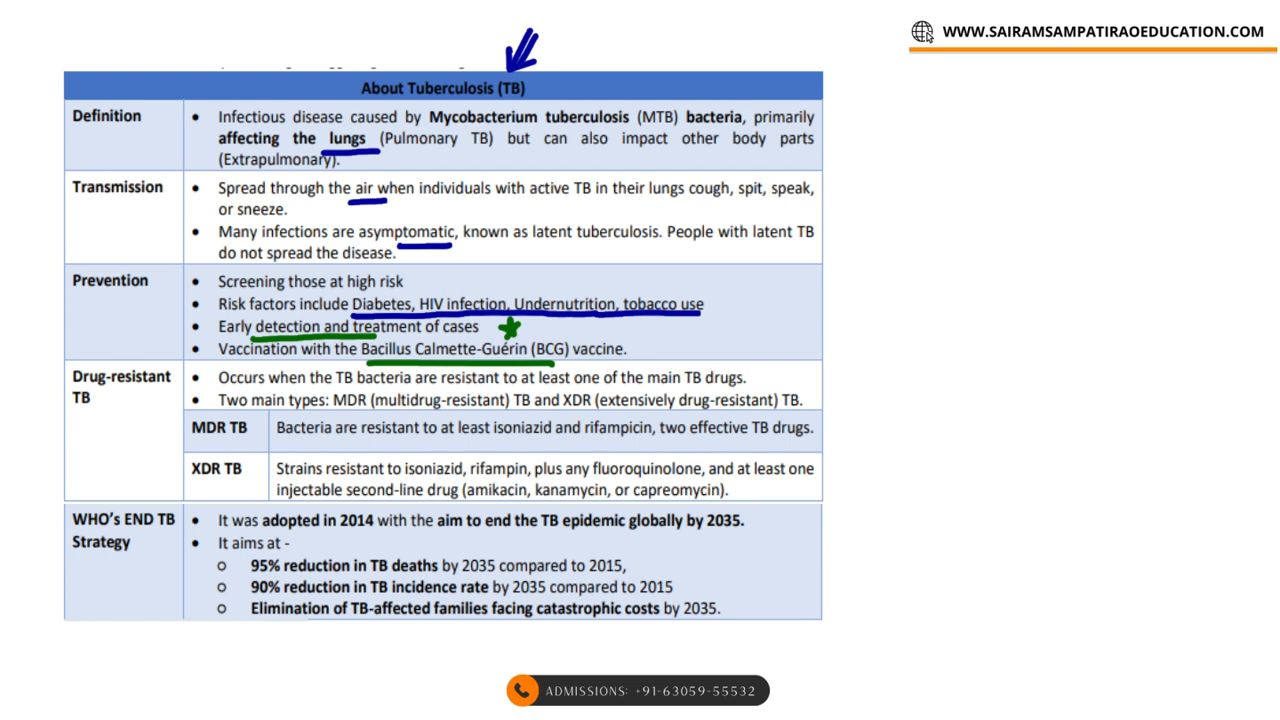 WWW.SAIRAMSAMPATIRAOEDUCATION.COM
About Tuberculosis (TB)
Definition
• Infectious disease caused by Mycobacterium tuberculosis (MTB) bacteria, primarily
affecting the lungs (Pulmonary TB) but can also impact other body parts
(Extrapulmonary).
Transmission
• Spread through the air when individuals with active TB in their lungs cough, spit, speak,
or sneeze.
• Many infections are asymptomatic, known as latent tuberculosis. People with latent TB
do not spread the disease.
Prevention
• Screening those at high risk
• Risk factors include Diabetes, HIV infection, Undernutrition, tobacco use
• Early detection and treatment of cases
• Vaccination with the Bacillus Calmette-Guérin (BCG) vaccine.
Drug-resistant
TB
• Occurs when the TB bacteria are resistant to at least one of the main TB drugs.
• Two main types: MDR (multidrug-resistant) TB and XDR (extensively drug-resistant) TB.
MDR TB
Bacteria are resistant to at least isoniazid and rifampicin, two effective TB drugs.
XDR TB
Strains resistant to isoniazid, rifampin, plus any fluoroquinolone, and at least one
injectable second-line drug (amikacin, kanamycin, or capreomycin).
WHO's END TB
Strategy
• It was adopted in 2014 with the aim to end the TB epidemic globally by 2035.
• It aims at -
o 95% reduction in TB deaths by 2035 compared to 2015,
o 90% reduction in TB incidence rate by 2035 compared to 2015
o Elimination of TB-affected families facing catastrophic costs by 2035.
ADMISSIONS: +91-63059-55532